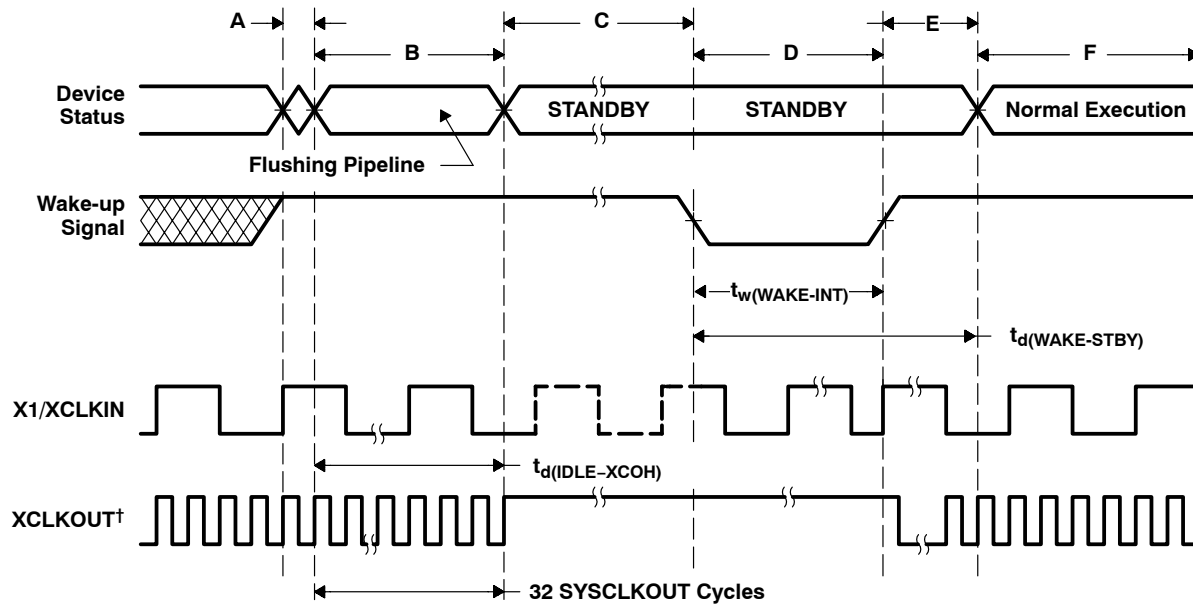 A
C
E
B
D
F
Device
Status
STANDBY
STANDBY
Normal Execution
Flushing Pipeline
Wake-up
Signal
tw(WAKE-INT)
td(WAKE-STBY)
X1/XCLKIN
td(IDLE−XCOH)
XCLKOUT†
32 SYSCLKOUT Cycles